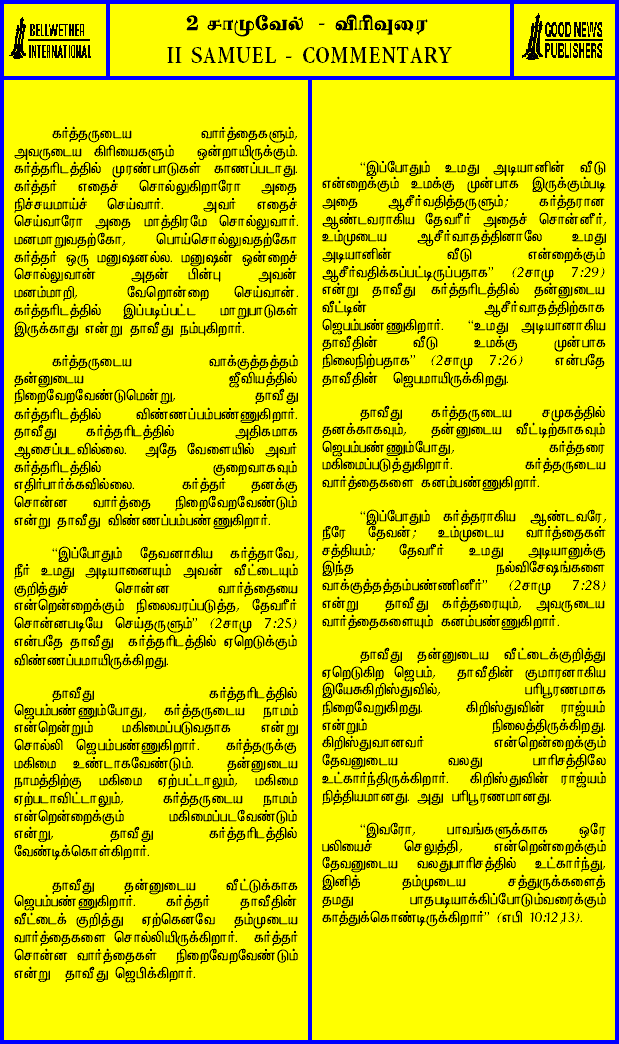 BELLWETHER
INTERNATIONAL
2 சாமுவேல் - விரிவுரை
II SAMUEL - COMMENTARY
GOOD NEWS
PUBLISHERS
கர்த்தருடைய வார்த்தைகளும்,
அவருடைய கிரியைகளும் ஒன்றாயிருக்கும்.
கர்த்தரிடத்தில் முரண்பாடுகள் காணப்படாது.
கர்த்தர் எதைச் சொல்லுகிறாரோ அதை
நிச்சயமாய்ச் செய்வார். அவர் எதைச்
செய்வாரோ அதை மாத்திரமே சொல்லுவார்.
மனமாறுவதற்கோ, பொய்சொல்லுவதற்கோ
கர்த்தர் ஒரு மனுஷனல்ல. மனுஷன் ஒன்றைச்
சொல்லுவான் அதன் பின்பு அவன்
மனம்மாறி, வேறொன்றை செய்வான்.
கர்த்தரிடத்தில் இப்படிப்பட்ட மாறுபாடுகள்
இருக்காது என்று தாவீது நம்புகிறார்.
கர்த்தருடைய வாக்குத்தத்தம்
தன்னுடைய ஜீவியத்தில்
நிறைவேறவேண்டுமென்று, தாவீது
கர்த்தரிடத்தில் விண்ணப்பம்பண்ணுகிறார்.
தாவீது கர்த்தரிடத்தில் அதிகமாக
ஆசைப்படவில்லை. அதே வேளையில் அவர்
கர்த்தரிடத்தில் குறைவாகவும்
எதிர்பார்க்கவில்லை. கர்த்தர் தனக்கு
சொன்ன வார்த்தை நிறைவேறவேண்டும்
என்று தாவீது விண்ணப்பம்பண்ணுகிறார்.
"இப்போதும் தேவனாகிய கர்த்தாவே,
நீர் உமது அடியானையும் அவன் வீட்டையும்
குறித்துச் சொன்ன வார்த்தையை
என்றென்றைக்கும் நிலைவரப்படுத்த, தேவரீர்
சொன்னபடியே செய்தருளும்" (2சாமு 7:25)
என்பதே தாவீது கர்த்தரிடத்தில் ஏறெடுக்கும்
விண்ணப்பமாயிருக்கிறது.
தாவீது கர்த்தரிடத்தில்
ஜெபம்பண்ணும்போது, கர்த்தருடைய நாமம்
என்றென்றும் மகிமைப்படுவதாக என்று
சொல்லி ஜெபம்பண்ணுகிறார். கர்த்தருக்கு
மகிமை உண்டாகவேண்டும். தன்னுடைய
நாமத்திற்கு மகிமை ஏற்பட்டாலும், மகிமை
ஏற்படாவிட்டாலும், கர்த்தருடைய நாமம்
என்றென்றைக்கும் மகிமைப்படவேண்டும்
என்று, தாவீது கர்த்தரிடத்தில்
வேண்டிக்கொள்கிறார்.
தாவீது தன்னுடைய வீட்டுக்காக
ஜெபம்பண்ணுகிறார். கர்த்தர் தாவீதின்
வீட்டைக் குறித்து ஏற்கெனவே தம்முடைய
வார்த்தைகளை சொல்லியிருக்கிறார். கர்த்தர்
சொன்ன வார்த்தைகள் நிறைவேறவேண்டும்
என்று தாவீது ஜெபிக்கிறார்.
"இப்போதும் உமது அடியானின் வீடு
என்றைக்கும் உமக்கு முன்பாக இருக்கும்படி
அதை ஆசீர்வதித்தருளும்; கர்த்தரான
ஆண்டவராகிய தேவரீர் அதைச் சொன்னீர்,
உம்முடைய ஆசீர்வாதத்தினாலே உமது
அடியானின் வீடு என்றைக்கும்
ஆசீர்வதிக்கப்பட்டிருப்பதாக" (2சாமு 7:29)
என்று தாவீது கர்த்தரிடத்தில் தன்னுடைய
வீட்டின் ஆசீர்வாதத்திற்காக
ஜெபம்பண்ணுகிறார். "உமது அடியானாகிய
தாவீதின் வீடு உமக்கு முன்பாக
நிலைநிற்பதாக" (2சாமு 7:26) என்பதே
தாவீதின் ஜெபமாயிருக்கிறது.
தாவீது கர்த்தருடைய சமுகத்தில்
தனக்காகவும், தன்னுடைய வீட்டிற்காகவும்
ஜெபம்பண்ணும்போது, கர்த்தரை
மகிமைப்படுத்துகிறார். கர்த்தருடைய
வார்த்தைகளை கனம்பண்ணுகிறார்.
"இப்போதும் கர்த்தராகிய ஆண்டவரே,
நீரே தேவன்; உம்முடைய வார்த்தைகள்
சத்தியம்; தேவரீர் உமது அடியானுக்கு
இந்த நல்விசேஷங்களை
வாக்குத்தத்தம்பண்ணினீர்" (2சாமு 7:28)
என்று தாவீது கர்த்தரையும், அவருடைய
வார்த்தைகளையும் கனம்பண்ணுகிறார்.
தாவீது தன்னுடைய வீட்டைக்குறித்து
ஏறெடுகிற ஜெபம், தாவீதின் குமாரனாகிய
இயேசுகிறிஸ்துவில், பரிபூரணமாக
நிறைவேறுகிறது. கிறிஸ்துவின் ராஜ்யம்
என்றும் நிலைத்திருக்கிறது.
கிறிஸ்துவானவர் என்றென்றைக்கும்
தேவனுடைய வலது பாரிசத்திலே
உட்கார்ந்திருக்கிறார். கிறிஸ்துவின் ராஜ்யம்
நித்தியமானது. அது பரிபூரணமானது.
"இவரோ, பாவங்களுக்காக ஒரே
பலியைச் செலுத்தி, என்றென்றைக்கும்
தேவனுடைய வலதுபாரிசத்தில் உட்கார்ந்து,
இனித் தம்முடைய சத்துருக்களைத்
தமது பாதபடியாக்கிப்போடும்வரைக்கும்
காத்துக்கொண்டிருக்கிறார்" (எபி 10:12,13).